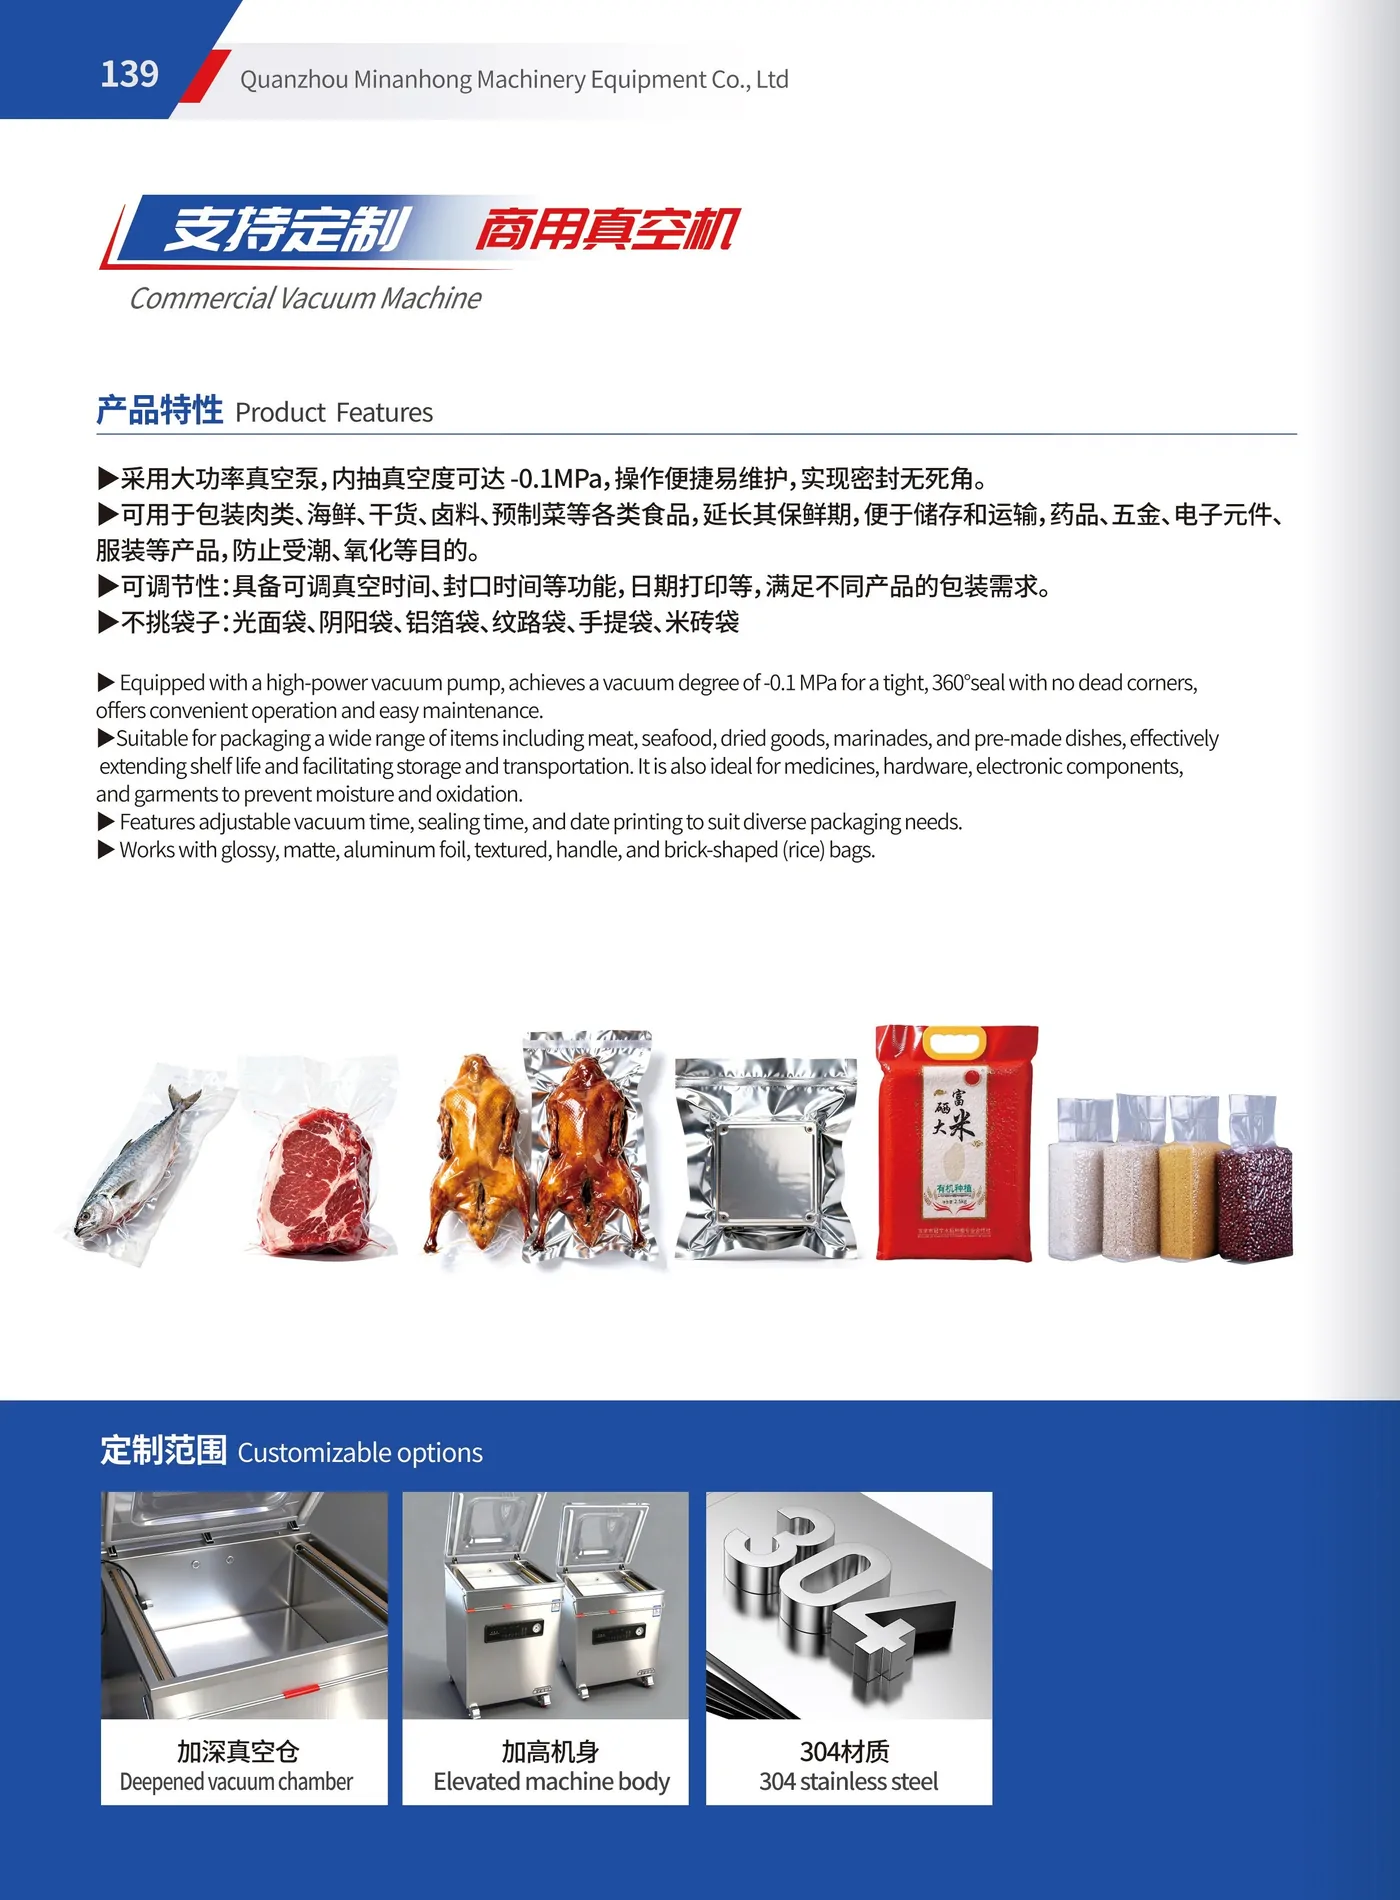 139
Quanzhou Minanhong Machinery Equipment Co., Ltd
支持定制 商用真空机
Commercial Vacuum Machine
产品特性 Product Features
▶采用大功率真空泵，内抽真空度可达 -0.1MPa，操作便捷易维护，实现密封无死角。
▶可用于包装肉类、海鲜、干货、卤料、预制菜等各类食品，延长其保鲜期，便于储存和运输，药品、五金、电子元件、
服装等产品，防止受潮、氧化等目的。
▶可调节性：具备可调真空时间、封口时间等功能，日期打印等，满足不同产品的包装需求。
▶不挑袋子：光面袋、阴阳袋、铝箔袋、纹路袋、手提袋、米砖袋
▶ Equipped with a high-power vacuum pump, achieves a vacuum degree of -0.1 MPa for a tight, 360°seal with no dead corners,
offers convenient operation and easy maintenance.
▶Suitable for packaging a wide range of items including meat, seafood, dried goods, marinades, and pre-made dishes, effectively
extending shelf life and facilitating storage and transportation. It is also ideal for medicines, hardware, electronic components,
and garments to prevent moisture and oxidation.
▶ Features adjustable vacuum time, sealing time, and date printing to suit diverse packaging needs.
▶ Works with glossy, matte, aluminum foil, textured, handle, and brick-shaped (rice) bags.
富硒大米
有机种植
2.5kg
定制范围 Customizable options
304
加深真空仓
Deepened vacuum chamber
加高机身
Elevated machine body
304材质
304 stainless steel